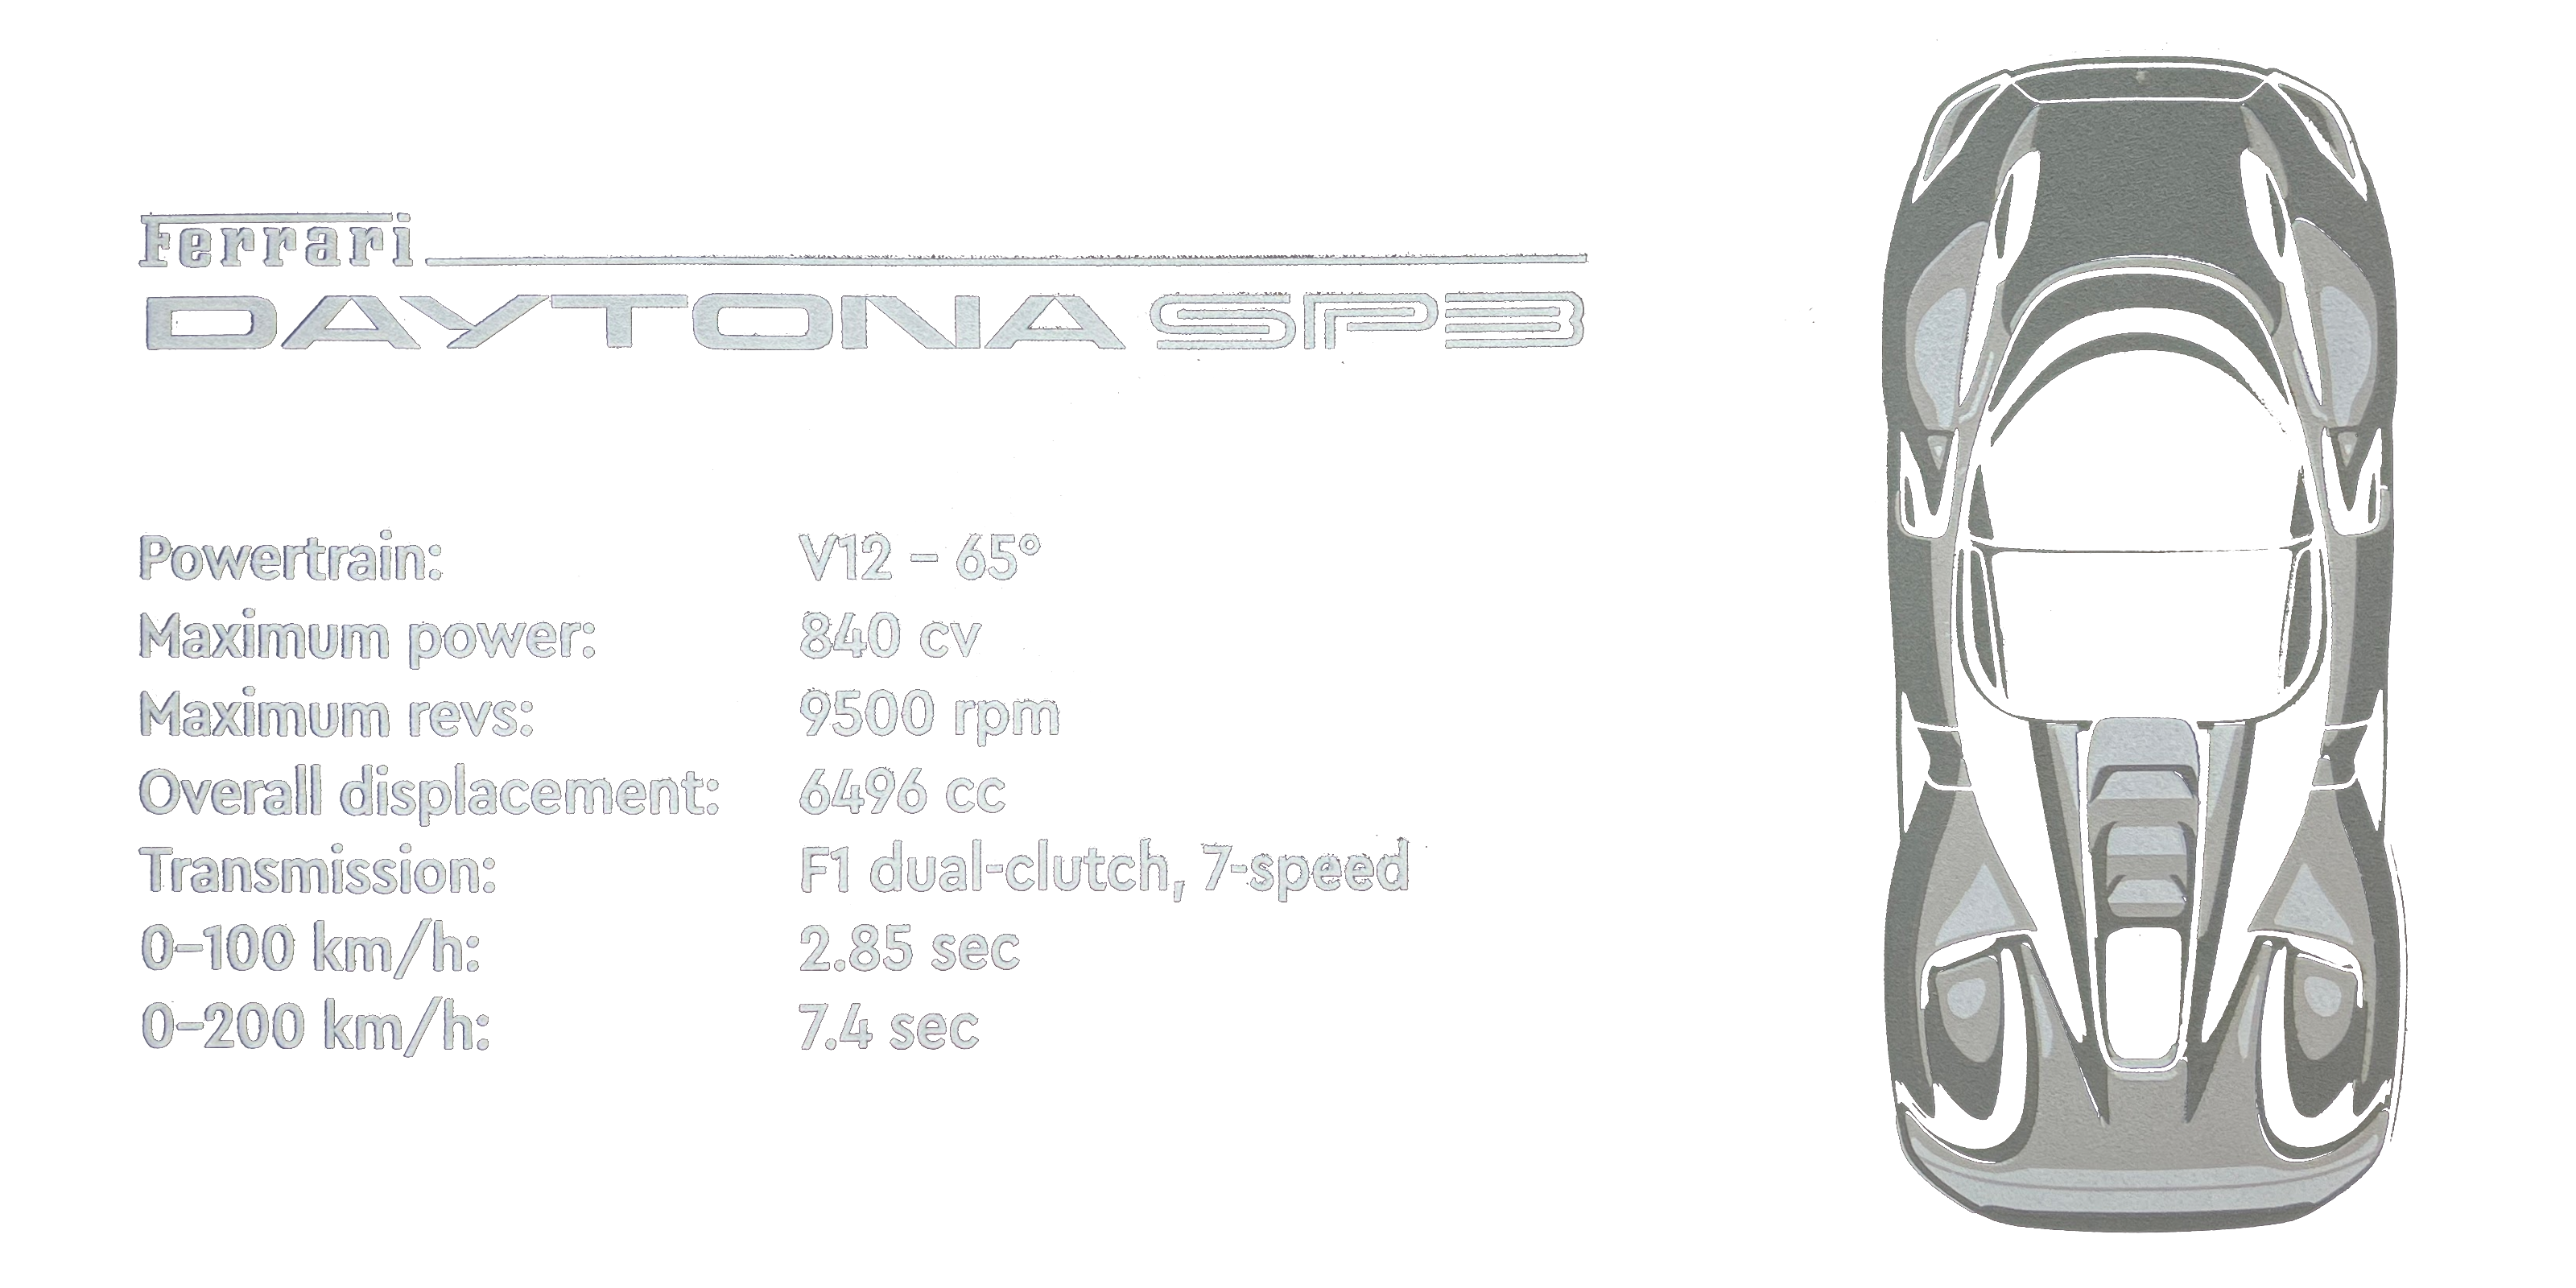 Ferrari
DAYTONA SP3
Powertrain: V12 – 65°
Maximum power: 840 cv
Maximum revs: 9500 rpm
Overall displacement: 6496 cc
Transmission: F1 dual-clutch, 7-speed
0–100 km/h: 2.85 sec
0–200 km/h: 7.4 sec